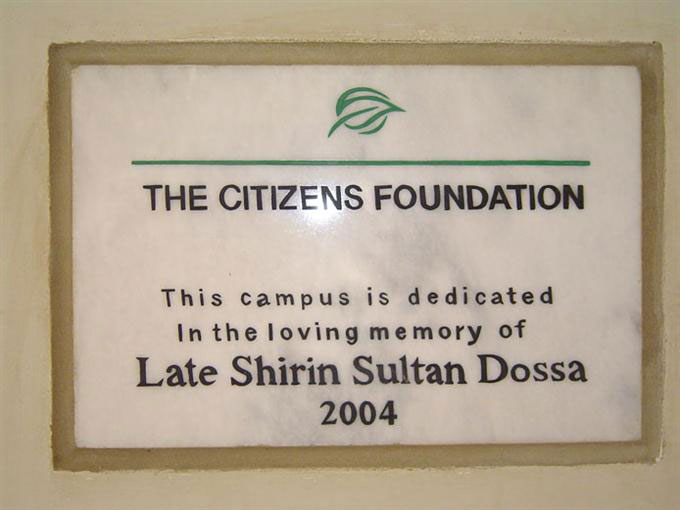 THE CITIZENS FOUNDATION
This campus is dedicated
In the loving memory of
Late Shirin Sultan Dossa
2004